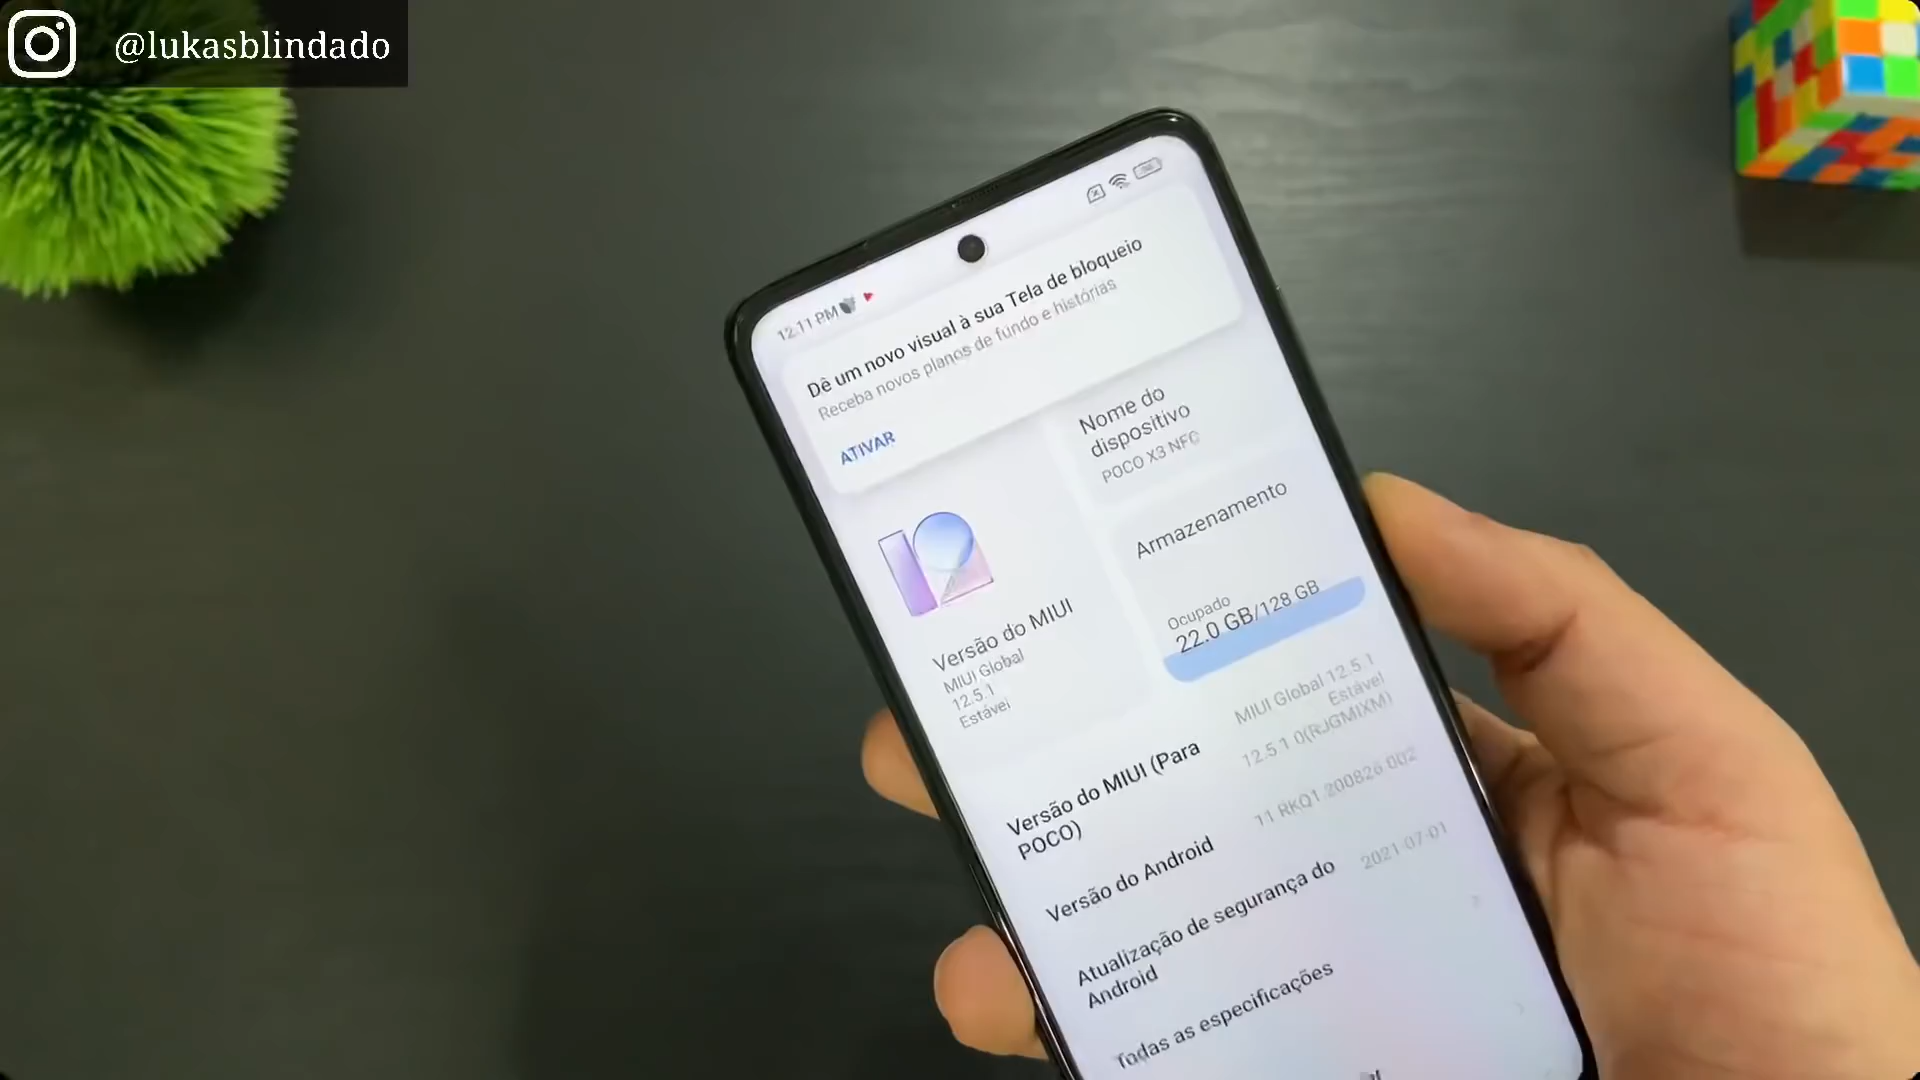 @lukasblindado
12.11 PM
Dê um novo visual à sua Tela de bloqueio
Receba novos planos de fundo e histórias
ATIVAR
Nome do
dispositivo
POCO X3 NFC
Armazenamento
Ocupado
22.0 GB/128 GB
Versão do MIUI
MIUI Global
12.5.1
Estável
Versão do MIUI (Para
POCO)
MIUI Global 12.5.1
Estável
12.5.1.0(RJGMIXM)
Versão do Android
11 RKQ1.200826.002
Atualização de segurança do
Android
2021-07-01
Todas as especificações